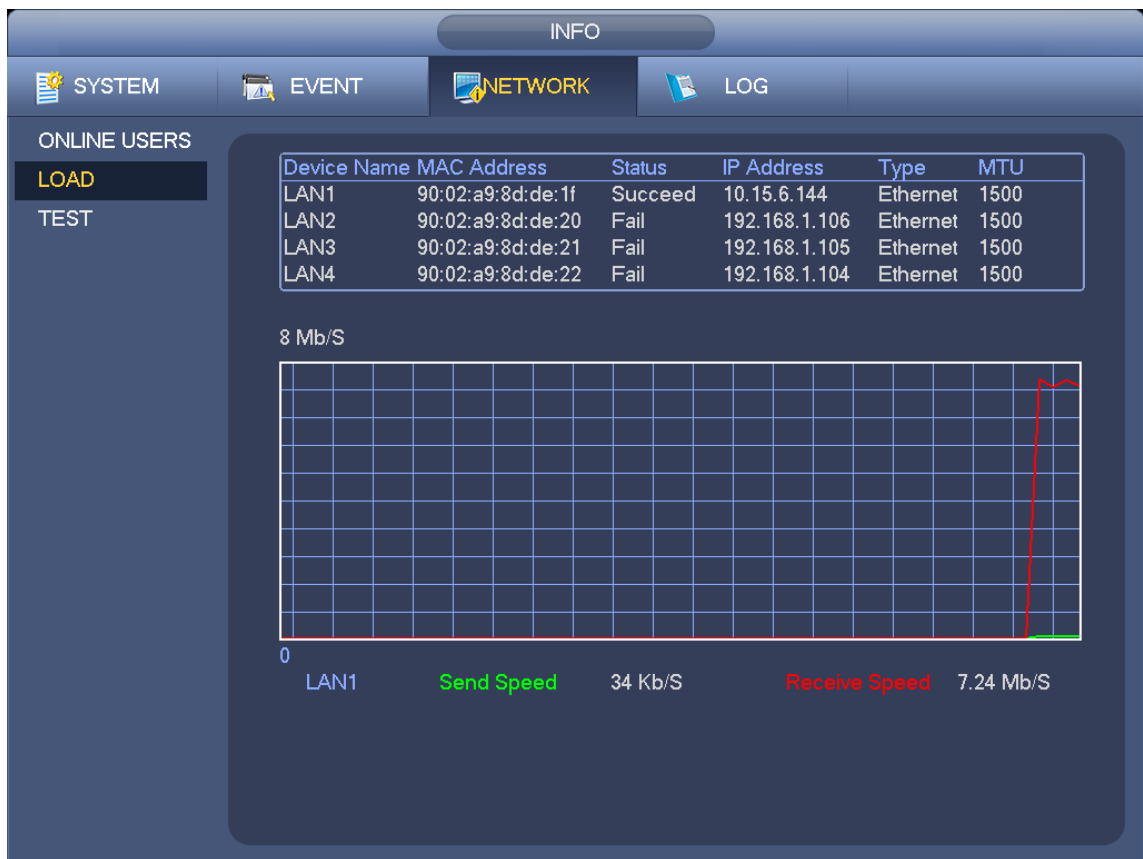 INFO
SYSTEM EVENT NETWORK LOG
ONLINE USERS
LOAD
TEST
Device Name MAC Address Status IP Address Type MTU
LAN1 90:02:a9:8d:de:1f Succeed 10.15.6.144 Ethernet 1500
LAN2 90:02:a9:8d:de:20 Fail 192.168.1.106 Ethernet 1500
LAN3 90:02:a9:8d:de:21 Fail 192.168.1.105 Ethernet 1500
LAN4 90:02:a9:8d:de:22 Fail 192.168.1.104 Ethernet 1500
8 Mb/S
0
LAN1 Send Speed 34 Kb/S Receive Speed 7.24 Mb/S